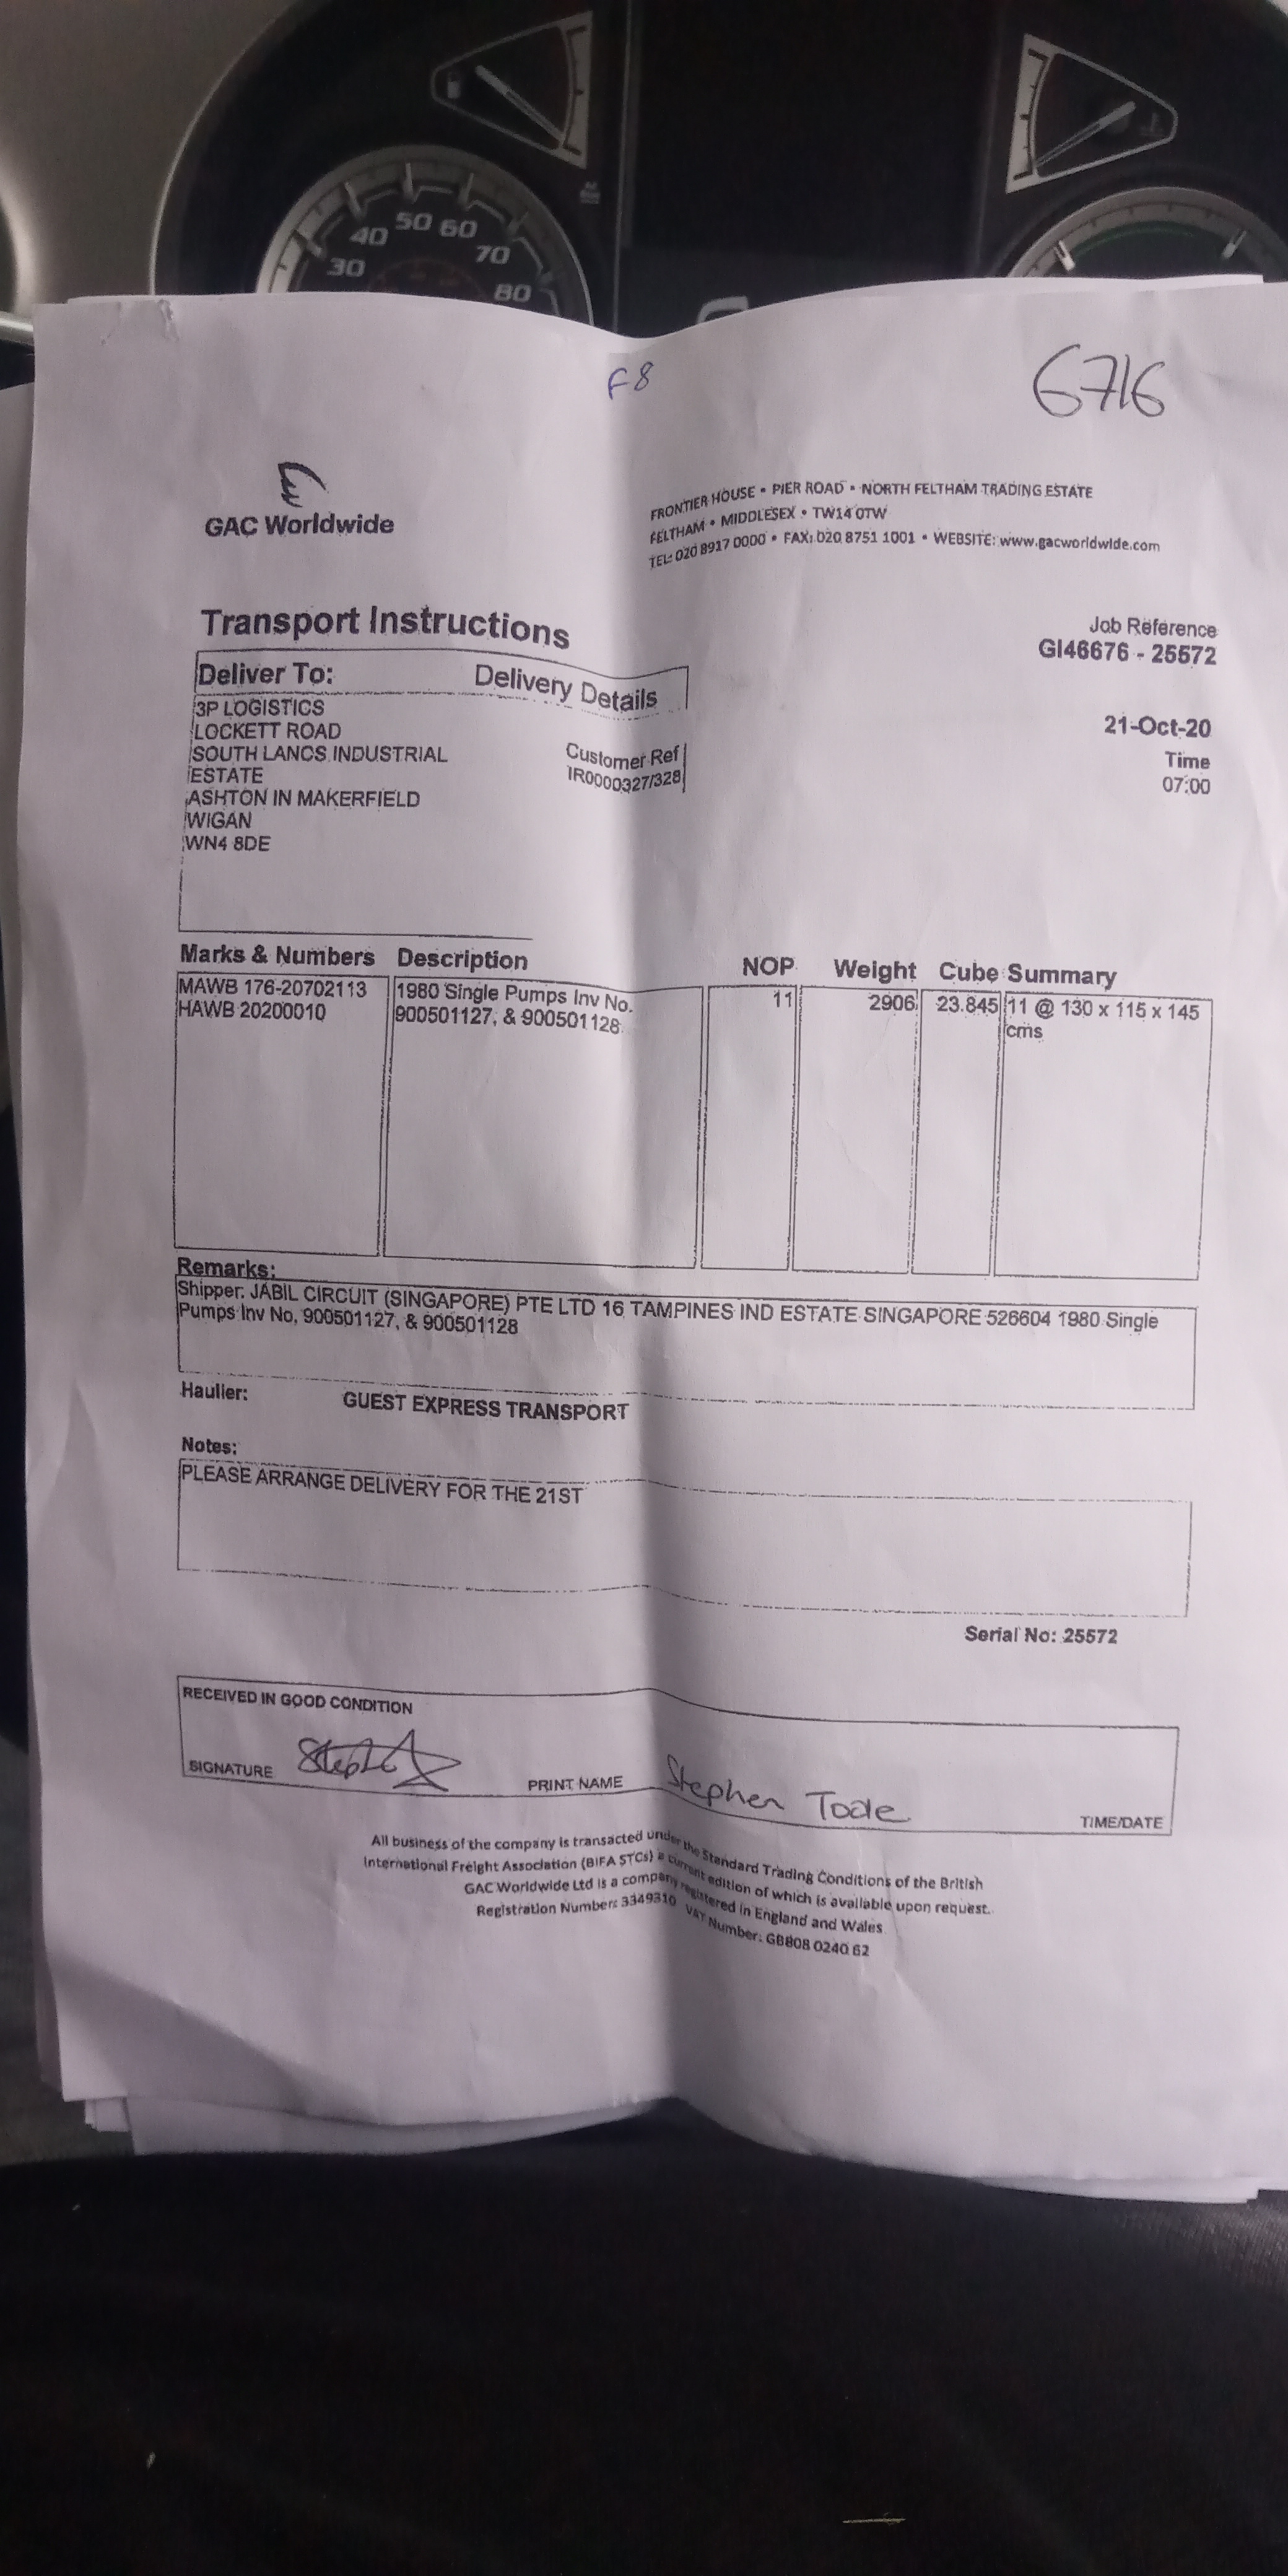 40 50 60
30 70
80
F8
6716
GAC Worldwide
FRONTIER HOUSE • PIER ROAD • NORTH FELTHAM TRADING ESTATE
FELTHAM • MIDDLESEX • TW14 0TW
TEL: 020 8917 0000 • FAX: 020 8751 1001 • WEBSITE: www.gacworldwide.com
Transport Instructions
Job Reference
GI46676 - 25572
Deliver To: Delivery Details
3P LOGISTICS
LOCKETT ROAD
SOUTH LANCS INDUSTRIAL
ESTATE
ASHTON IN MAKERFIELD
WIGAN
WN4 8DE
Customer Ref
IR0000327/328
21-Oct-20
Time
07:00
Marks & Numbers Description NOP Weight Cube Summary
MAWB 176-20702113 1980 Single Pumps Inv No. 11 2906 23.845 11 @ 130 x 115 x 145
HAWB 20200010 900501127, & 900501128 cms
Remarks:
Shipper: JABIL CIRCUIT (SINGAPORE) PTE LTD 16 TAMPINES IND ESTATE SINGAPORE 526604 1980 Single
Pumps Inv No, 900501127, & 900501128
Haulier: GUEST EXPRESS TRANSPORT
Notes:
PLEASE ARRANGE DELIVERY FOR THE 21ST
Serial No: 25572
RECEIVED IN GOOD CONDITION
SIGNATURE PRINT NAME Stephen Toole TIME/DATE
All business of the company is transacted under the Standard Trading Conditions of the British
International Freight Association (BIFA STCs) a current edition of which is available upon request.
GAC Worldwide Ltd is a company registered in England and Wales
Registration Number: 3349310 VAT Number: GB808 0240 62